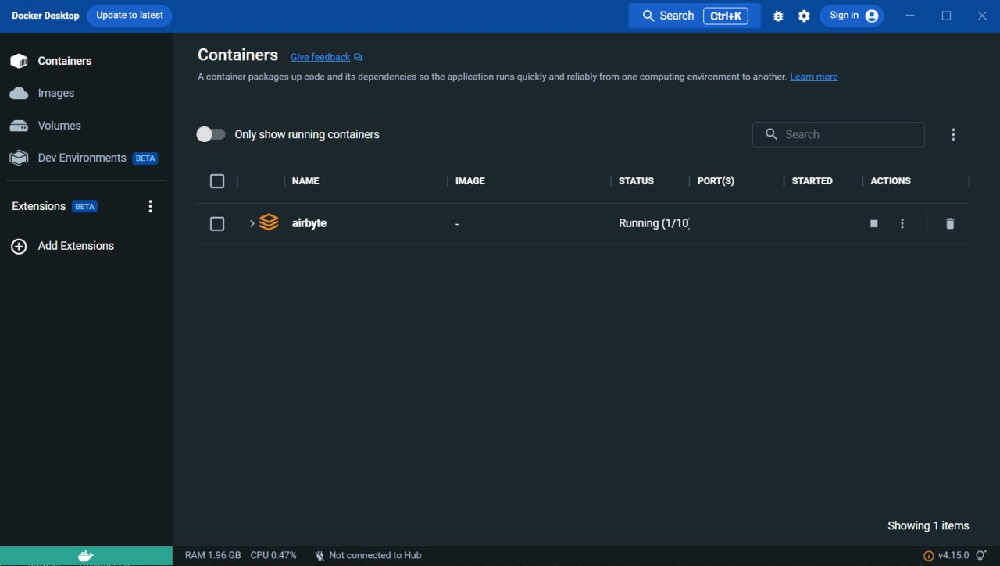 Docker Desktop Update to latest Search Ctrl+K Sign in
Containers
Images
Volumes
Dev Environments BETA
Extensions BETA
Add Extensions
Containers Give feedback
A container packages up code and its dependencies so the application runs quickly and reliably from one computing environment to another. Learn more
Only show running containers Search
NAME IMAGE STATUS PORT(S) STARTED ACTIONS
airbyte - Running (1/10)
Showing 1 items
RAM 1.96 GB CPU 0.47% Not connected to Hub v4.15.0